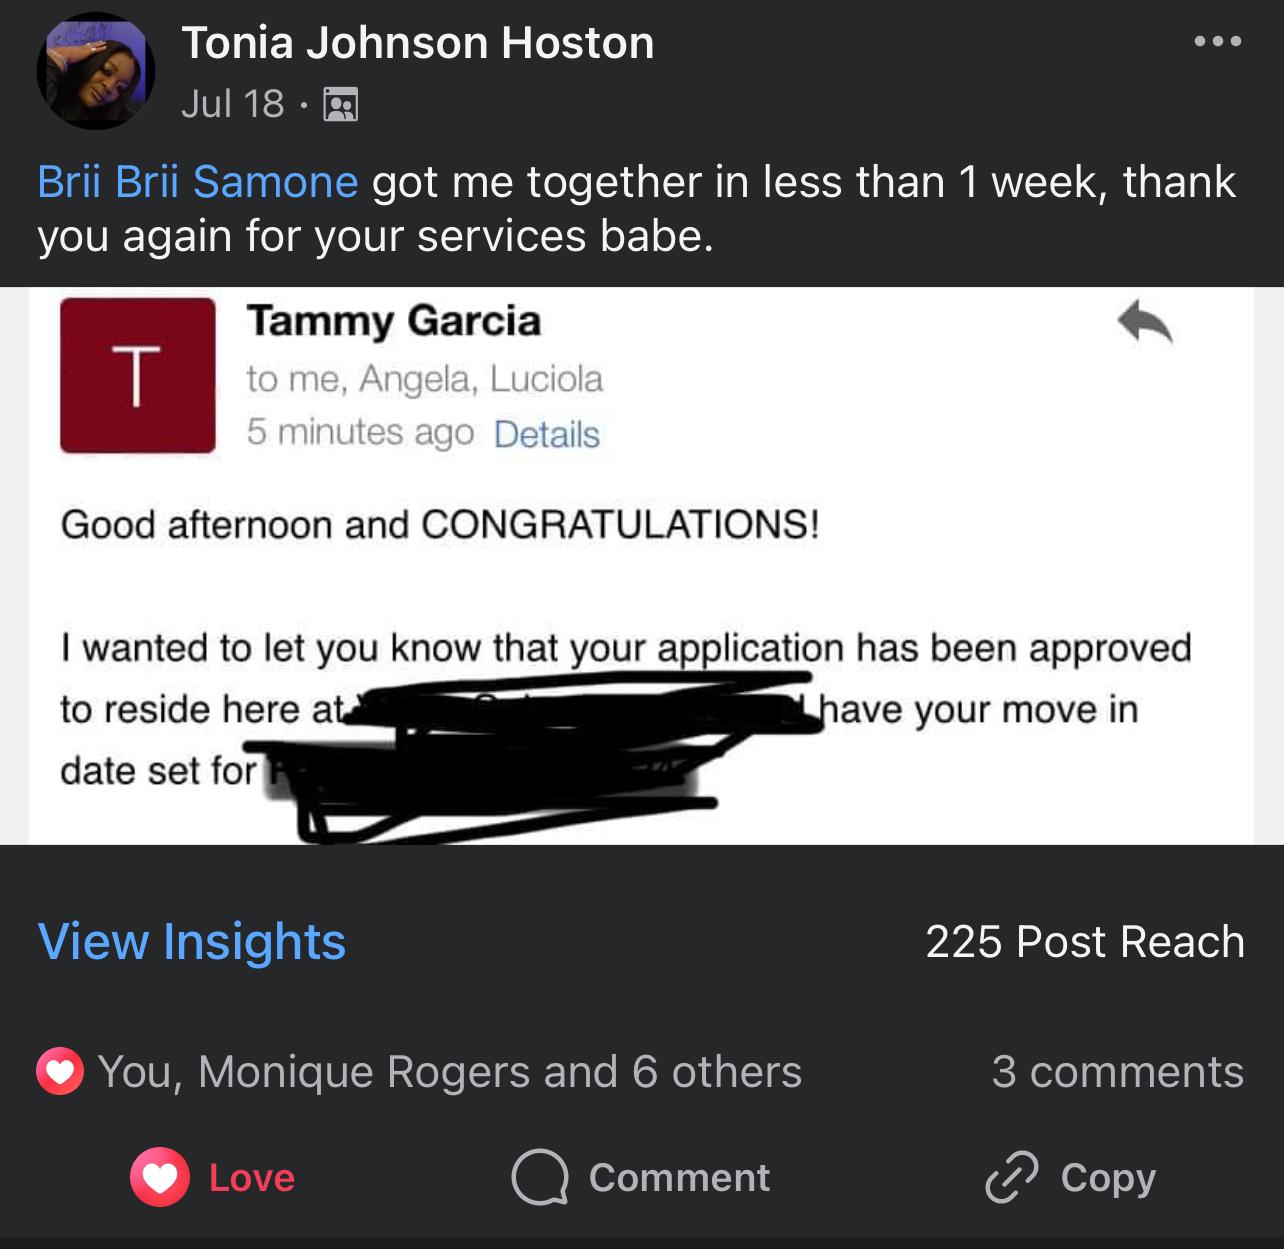 Tonia Johnson Hoston
Jul 18 ·
Brii Brii Samone got me together in less than 1 week, thank
you again for your services babe.
T
Tammy Garcia
to me, Angela, Luciola
5 minutes ago Details
Good afternoon and CONGRATULATIONS!
I wanted to let you know that your application has been approved
to reside here at have your move in
date set for
View Insights
225 Post Reach
You, Monique Rogers and 6 others
3 comments
Love
Comment
Copy